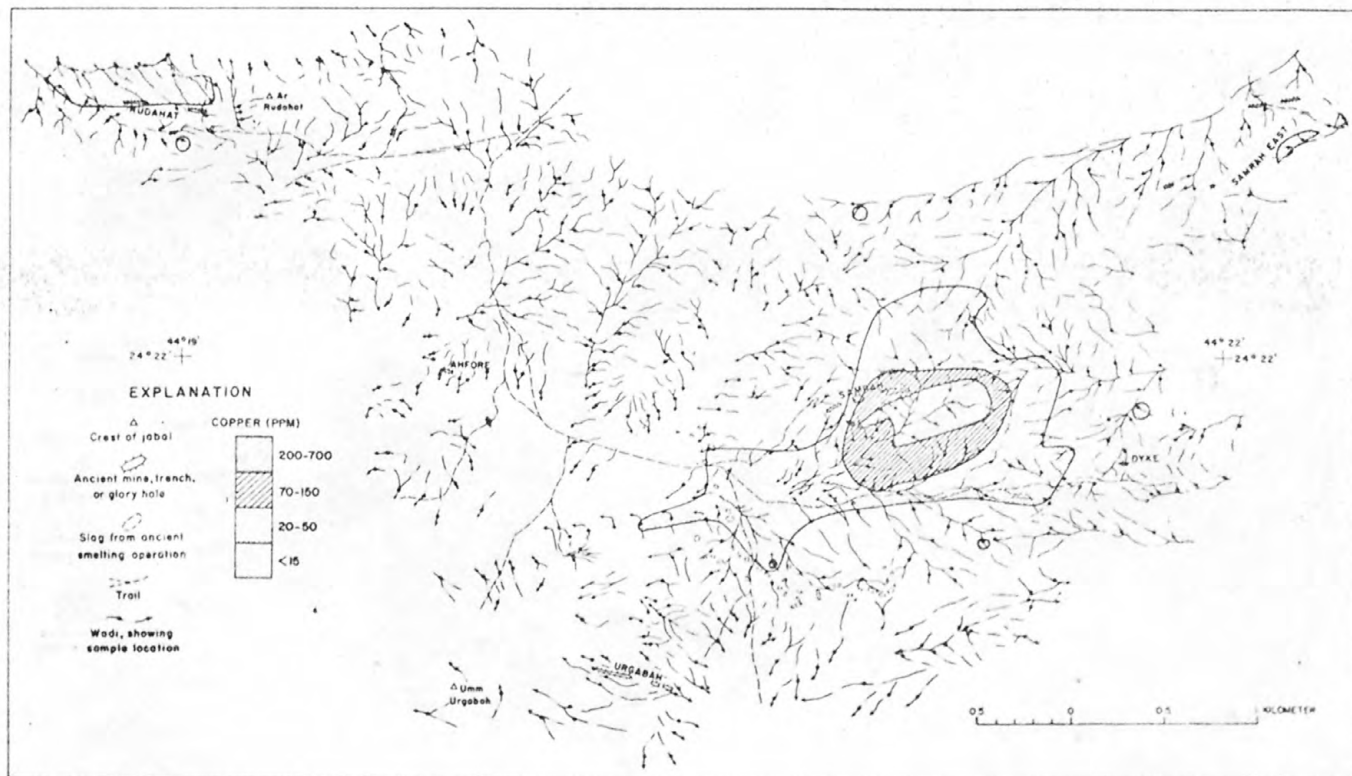 RUDAHAT
△ Ar
Rudahat
SAMRAH EAST
44° 19'
24° 22'
44° 22'
24° 22'
AHFORE
SAMRAH
DYKE
EXPLANATION
△
Crest of jabal
Ancient mine, trench,
or glory hole
Slag from ancient
smelting operation
Trail
Wadi, showing
sample location
COPPER (PPM)
200-700
70-150
20-50
<15
URGABAH
△ Umm
Urgabah
0.5 0 0.5 1 KILOMETER